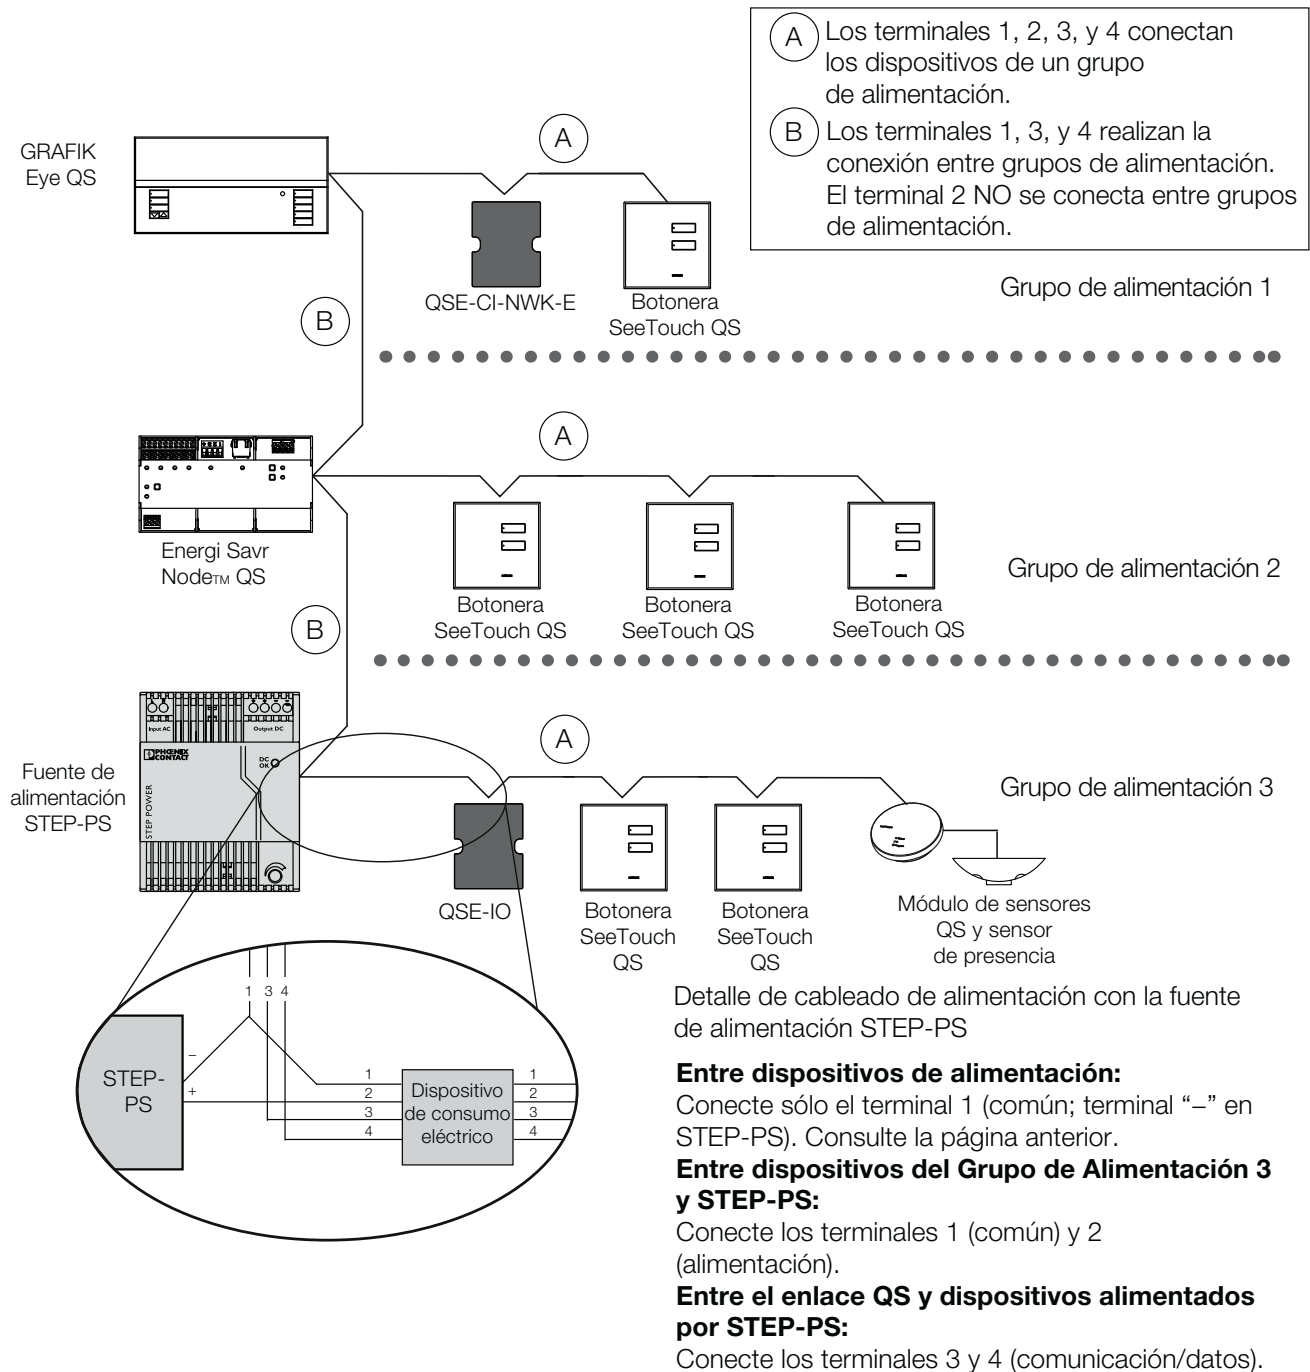 A Los terminales 1, 2, 3, y 4 conectan
los dispositivos de un grupo
de alimentación.
B Los terminales 1, 3, y 4 realizan la
conexión entre grupos de alimentación.
El terminal 2 NO se conecta entre grupos
de alimentación.
GRAFIK
Eye QS
A
QSE-CI-NWK-E
Botonera
SeeTouch QS
Grupo de alimentación 1
B
A
Energi Savr
Node™ QS
Botonera
SeeTouch QS
Botonera
SeeTouch QS
Botonera
SeeTouch QS
Grupo de alimentación 2
B
Input AC
Output DC
PHŒNIX
CONTACT
DC
OK
STEP POWER
Fuente de
alimentación
STEP-PS
A
QSE-IO
Botonera
SeeTouch
QS
Botonera
SeeTouch
QS
Módulo de sensores
QS y sensor
de presencia
Grupo de alimentación 3
1 3 4
STEP-
PS
–
+
1
2
3
4
Dispositivo
de consumo
eléctrico
1
2
3
4
Detalle de cableado de alimentación con la fuente
de alimentación STEP-PS
Entre dispositivos de alimentación:
Conecte sólo el terminal 1 (común; terminal “–” en
STEP-PS). Consulte la página anterior.
Entre dispositivos del Grupo de Alimentación 3
y STEP-PS:
Conecte los terminales 1 (común) y 2
(alimentación).
Entre el enlace QS y dispositivos alimentados
por STEP-PS:
Conecte los terminales 3 y 4 (comunicación/datos).